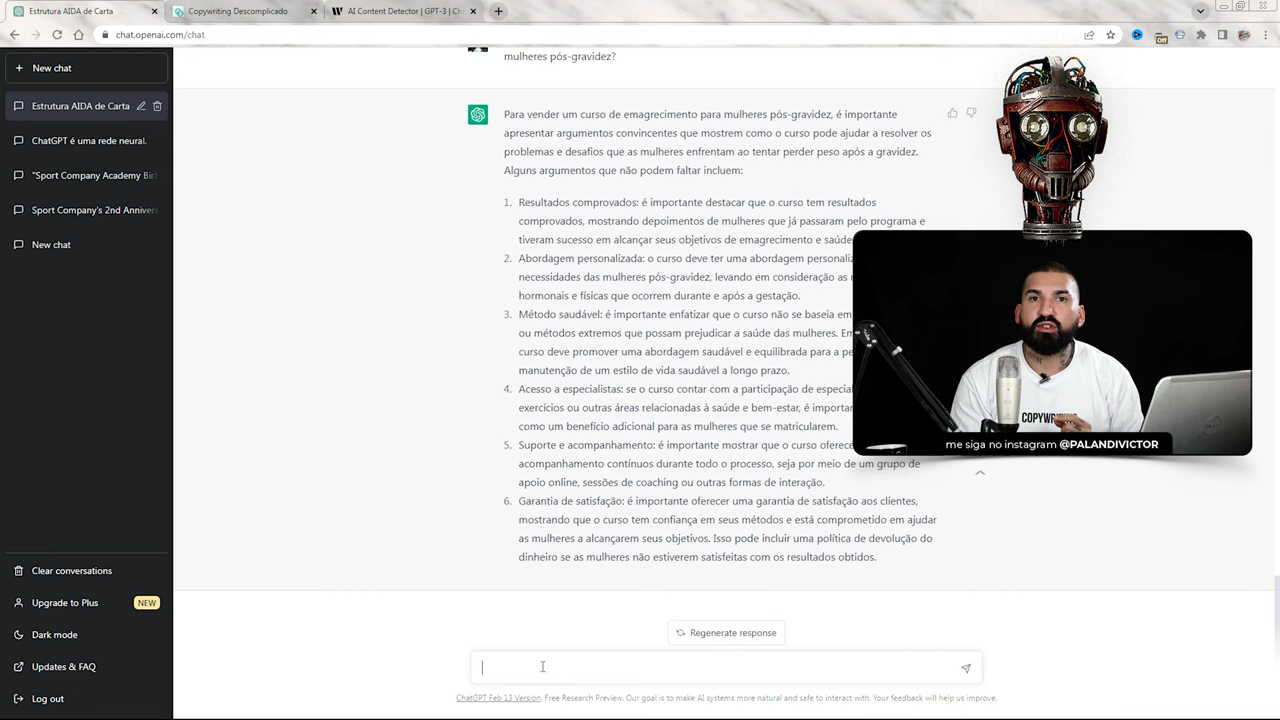 Estrutura AIDA de Carta
Copywriting Descomplicado
AI Content Detector | GPT-3 | Ch
chat.openai.com/chat
Off
New chat
Estrutura AIDA de Carta
ChatGPT é uma rede neural.
"Sport Company Academy Birt
Sport Company's 2nd Annivers
New chat
Clear conversations
Upgrade to Plus
NEW
Dark mode
Updates & FAQ
Log out
mulheres pós-gravidez?
Para vender um curso de emagrecimento para mulheres pós-gravidez, é importante
apresentar argumentos convincentes que mostrem como o curso pode ajudar a resolver os
problemas e desafios que as mulheres enfrentam ao tentar perder peso após a gravidez.
Alguns argumentos que não podem faltar incluem:
1. Resultados comprovados: é importante destacar que o curso tem resultados
comprovados, mostrando depoimentos de mulheres que já passaram pelo programa e
tiveram sucesso em alcançar seus objetivos de emagrecimento e saúde
2. Abordagem personalizada: o curso deve ter uma abordagem personaliz
necessidades das mulheres pós-gravidez, levando em consideração as
hormonais e físicas que ocorrem durante e após a gestação.
3. Método saudável: é importante enfatizar que o curso não se baseia em
ou métodos extremos que possam prejudicar a saúde das mulheres. Em
curso deve promover uma abordagem saudável e equilibrada para a pe
manutenção de um estilo de vida saudável a longo prazo.
4. Acesso a especialistas: se o curso contar com a participação de especial
exercícios ou outras áreas relacionadas à saúde e bem-estar, é importan
como um benefício adicional para as mulheres que se matricularem.
5. Suporte e acompanhamento: é importante mostrar que o curso oferece
acompanhamento contínuos durante todo o processo, seja por meio de um grupo de
apoio online, sessões de coaching ou outras formas de interação.
6. Garantia de satisfação: é importante oferecer uma garantia de satisfação aos clientes,
mostrando que o curso tem confiança em seus métodos e está comprometido em ajudar
as mulheres a alcançarem seus objetivos. Isso pode incluir uma política de devolução do
dinheiro se as mulheres não estiverem satisfeitas com os resultados obtidos.
COPYWRITING
me siga no instagram @PALANDIVICTOR
Regenerate response
ChatGPT Feb 13 Version. Free Research Preview. Our goal is to make AI systems more natural and safe to interact with. Your feedback will help us improve.